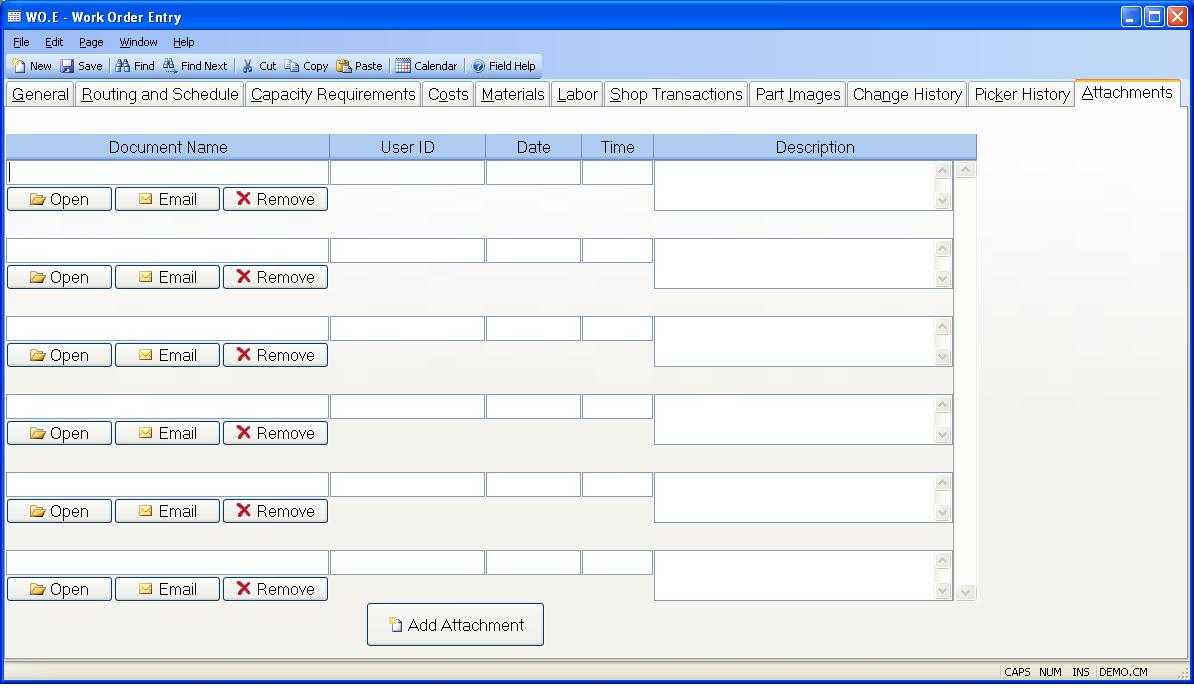 WO.E - Work Order Entry
File Edit Page Window Help
New Save Find Find Next Cut Copy Paste Calendar Field Help
General Routing and Schedule Capacity Requirements Costs Materials Labor Shop Transactions Part Images Change History Picker History Attachments
Document Name User ID Date Time Description
Open Email Remove
Open Email Remove
Open Email Remove
Open Email Remove
Open Email Remove
Open Email Remove
Add Attachment
CAPS NUM INS DEMO.CM